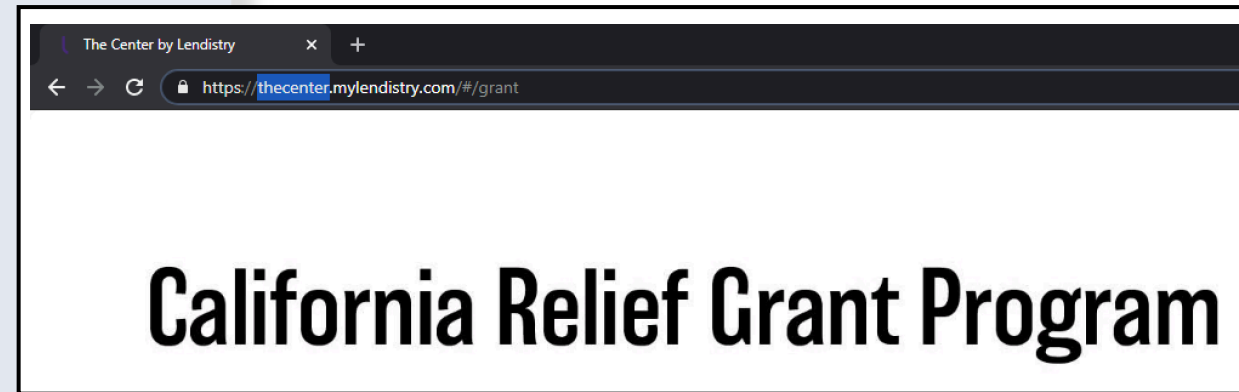 The Center by Lendistry × +
https://thecenter.mylendistry.com/#/grant
California Relief Grant Program